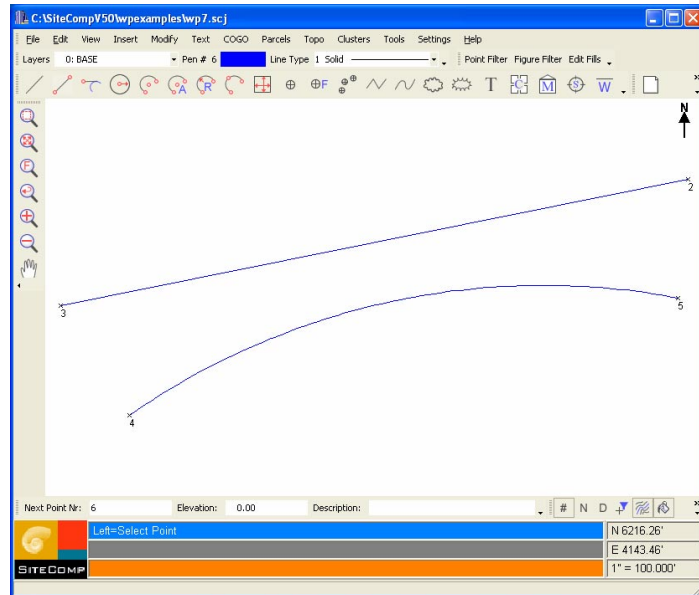 C:\SiteCompV50\wpexamples\wp7.scj
File Edit View Insert Modify Text COGO Parcels Topo Clusters Tools Settings Help
Layers 0: BASE Pen # 6 Line Type 1 Solid Point Filter Figure Filter Edit Fills
A R F T C M S W
F
N
2
3
5
4
Next Point Nr: 6 Elevation: 0.00 Description: # N D
Left=Select Point N 6216.26'
E 4143.46'
SITECOMP 1" = 100.000'